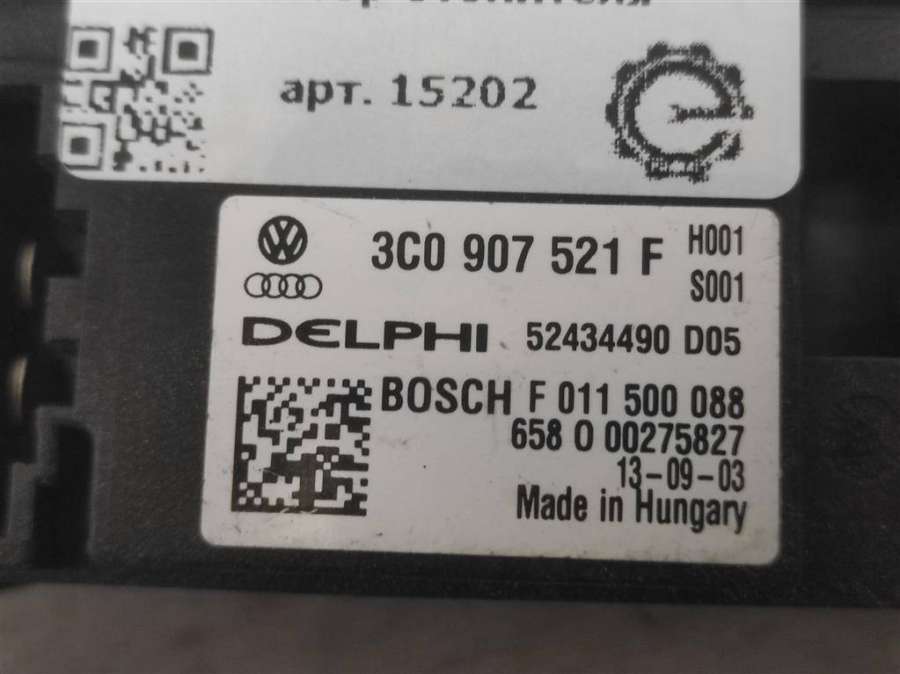 арт. 15202
3C0 907 521 F H001
S001
DELPHI 52434490 D05
BOSCH F 011 500 088
658 0 00275827
13-09-03
Made in Hungary